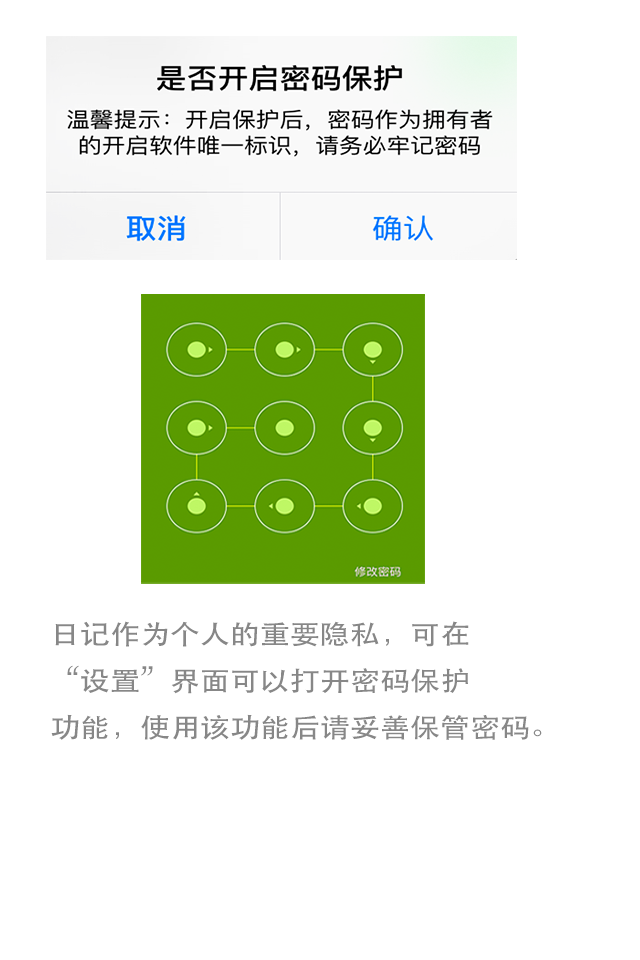 是否开启密码保护
温馨提示：开启保护后，密码作为拥有者
的开启软件唯一标识，请务必牢记密码
取消 确认
修改密码
日记作为个人的重要隐私，可在
“设置”界面可以打开密码保护
功能，使用该功能后请妥善保管密码。